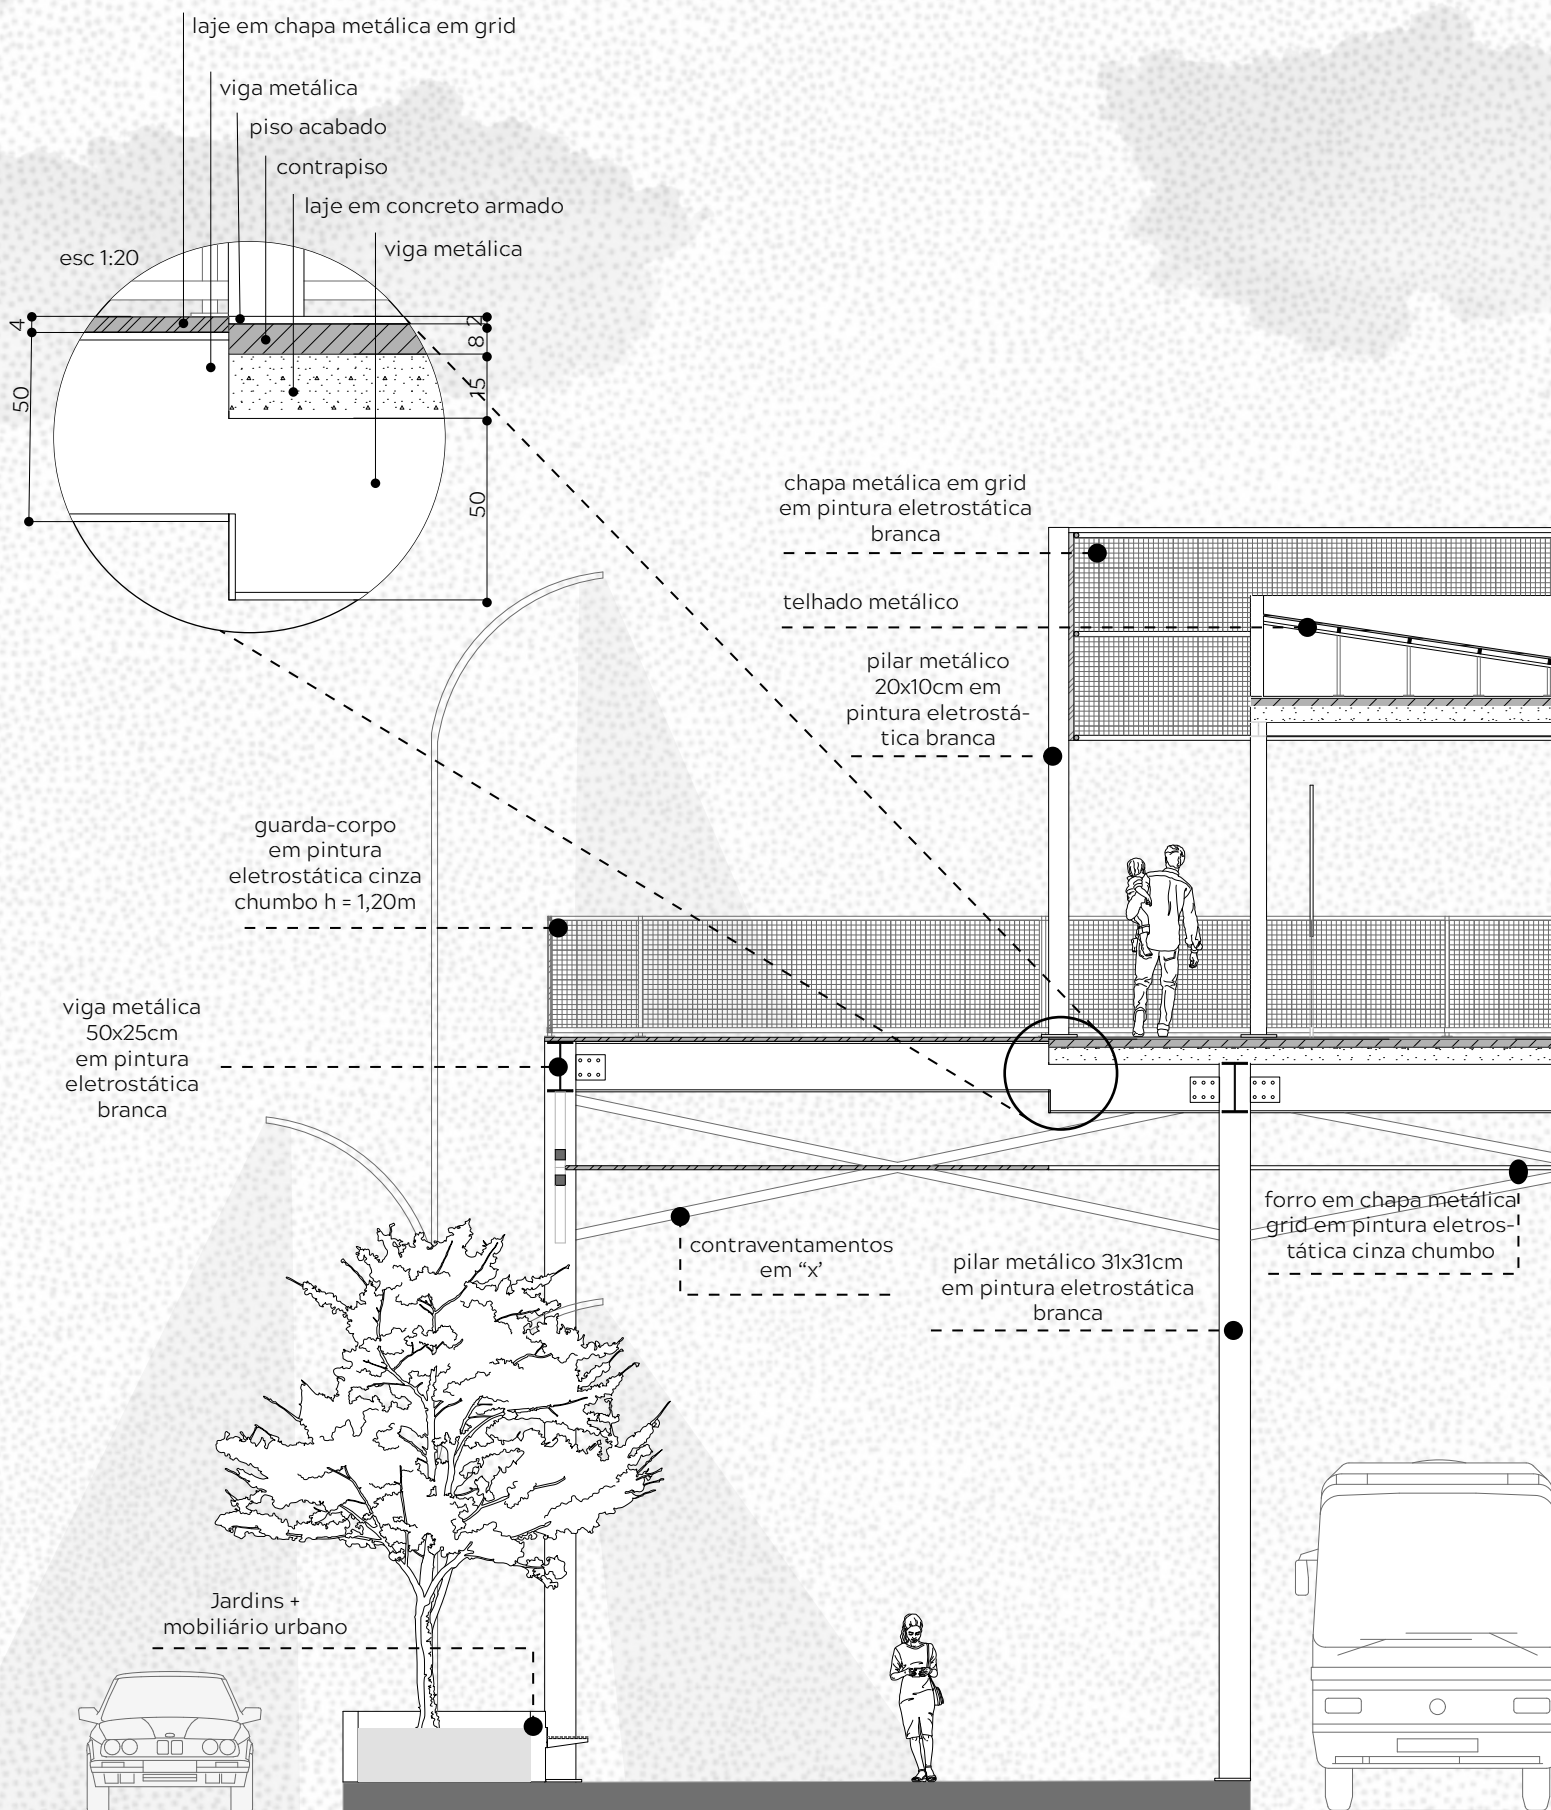 laje em chapa metálica em grid
viga metálica
piso acabado
contrapiso
laje em concreto armado
viga metálica
esc 1:20
4
50
2
8
15
50
chapa metálica em grid
em pintura eletrostática
branca
telhado metálico
pilar metálico
20x10cm em
pintura eletrostá-
tica branca
guarda-corpo
em pintura
eletrostática cinza
chumbo h = 1,20m
viga metálica
50x25cm
em pintura
eletrostática
branca
contraventamentos
em “x’
pilar metálico 31x31cm
em pintura eletrostática
branca
forro em chapa metálica
grid em pintura eletros-
tática cinza chumbo
Jardins +
mobiliário urbano